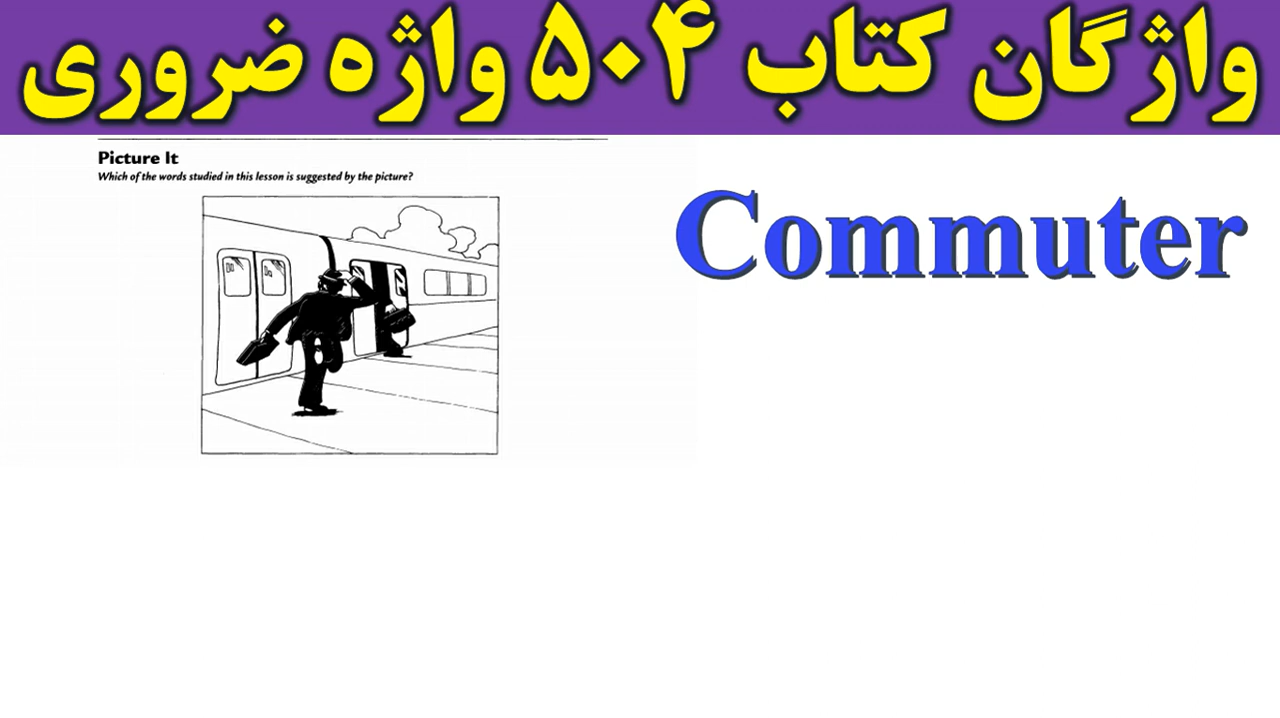 واژگان کتاب ۵۰۴ واژه ضروری
Picture It
Which of the words studied in this lesson is suggested by the picture?
Commuter